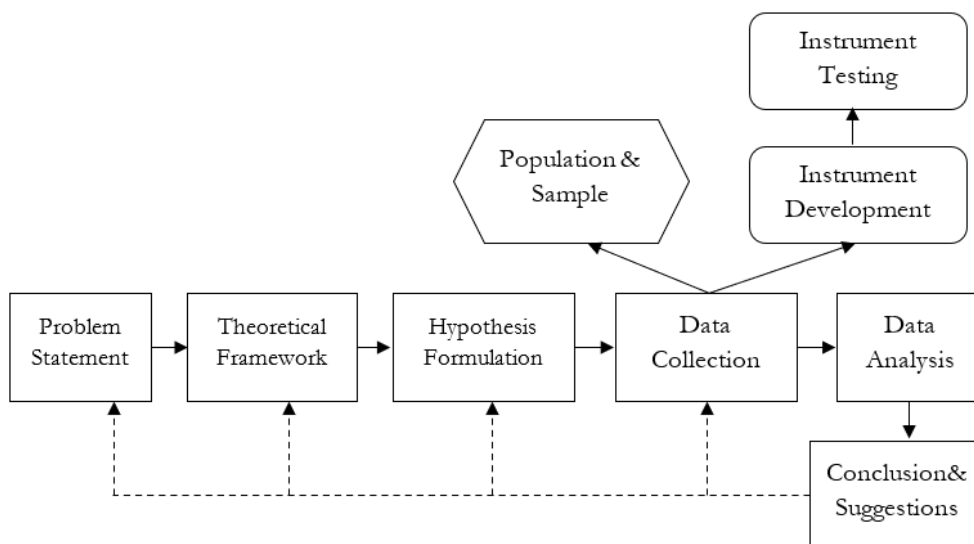 Instrument
Testing
Population &
Sample
Instrument
Development
Problem
Statement
Theoretical
Framework
Hypothesis
Formulation
Data
Collection
Data
Analysis
Conclusion&
Suggestions